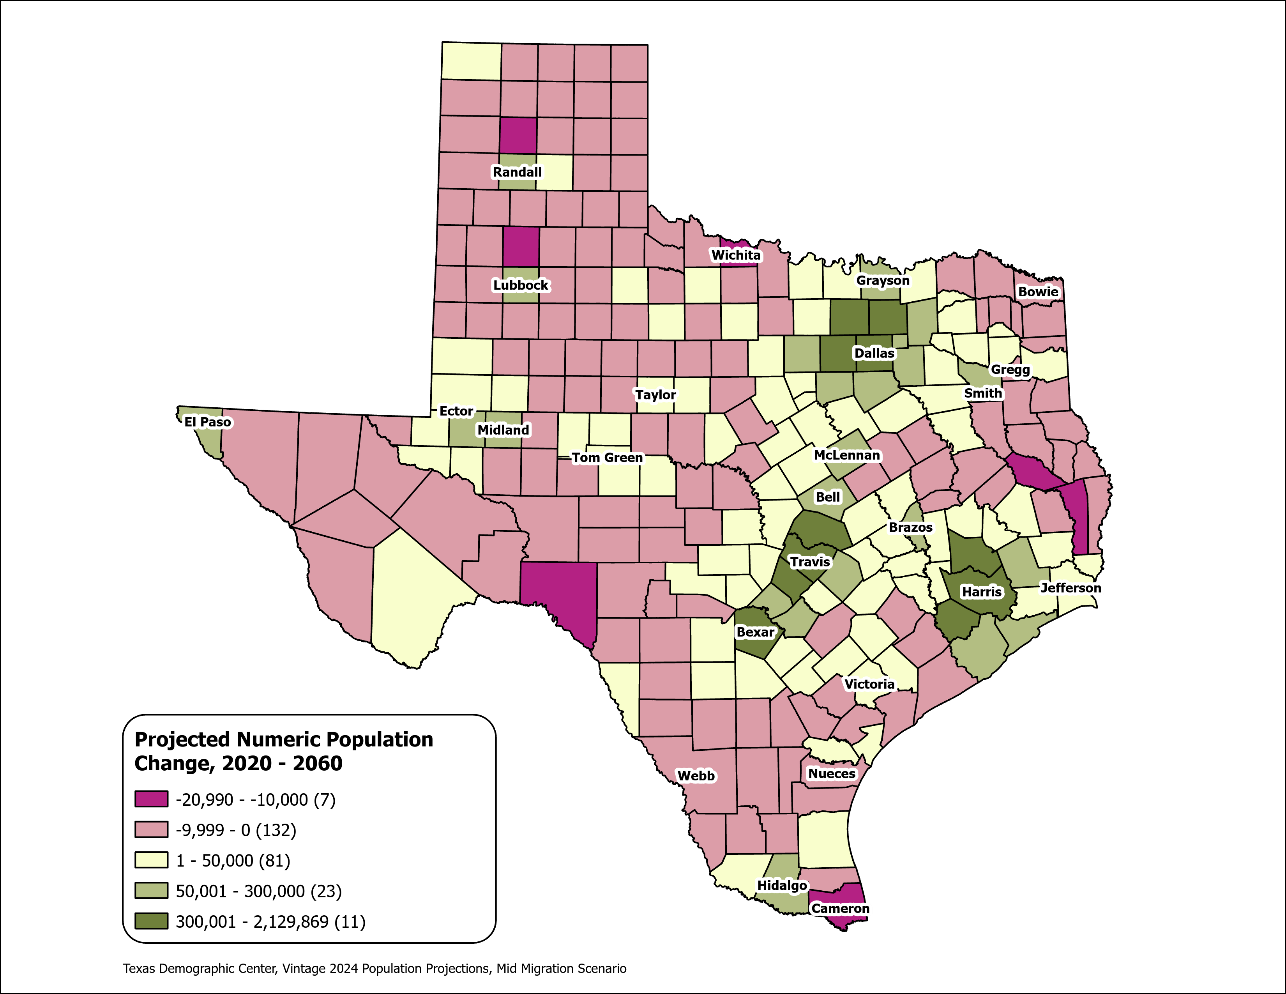 Randall
Wichita
Lubbock
Grayson
Bowie
Dallas
Gregg
Taylor
Smith
Ector
El Paso
Midland
Tom Green
McLennan
Bell
Brazos
Travis
Jefferson
Harris
Bexar
Victoria
Webb
Nueces
Hidalgo
Cameron
Projected Numeric Population
Change, 2020 - 2060
-20,990 - -10,000 (7)
-9,999 - 0 (132)
1 - 50,000 (81)
50,001 - 300,000 (23)
300,001 - 2,129,869 (11)
Texas Demographic Center, Vintage 2024 Population Projections, Mid Migration Scenario